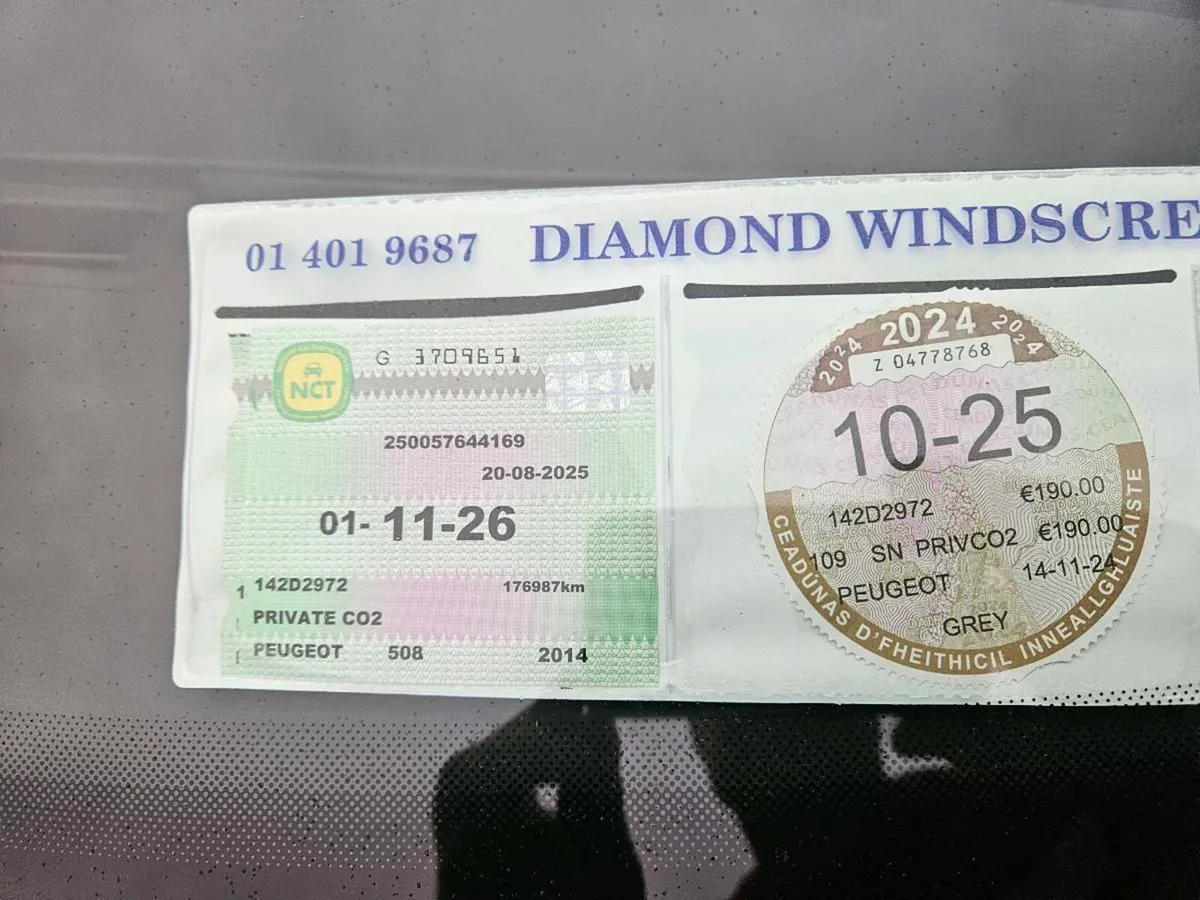 01 401 9687 DIAMOND WINDSCRE
NCT
G 3709651
250057644169
20-08-2025
01-11-26
142D2972 176987km
PRIVATE CO2
PEUGEOT 508 2014
2024 2024 2024
Z 04778768
10-25
142D2972 €190.00
109 SN PRIVCO2 €190.00
PEUGEOT 14-11-24
GREY
CEADÚNAS D'FHEITHICIL INNEALLGHLUAISTE